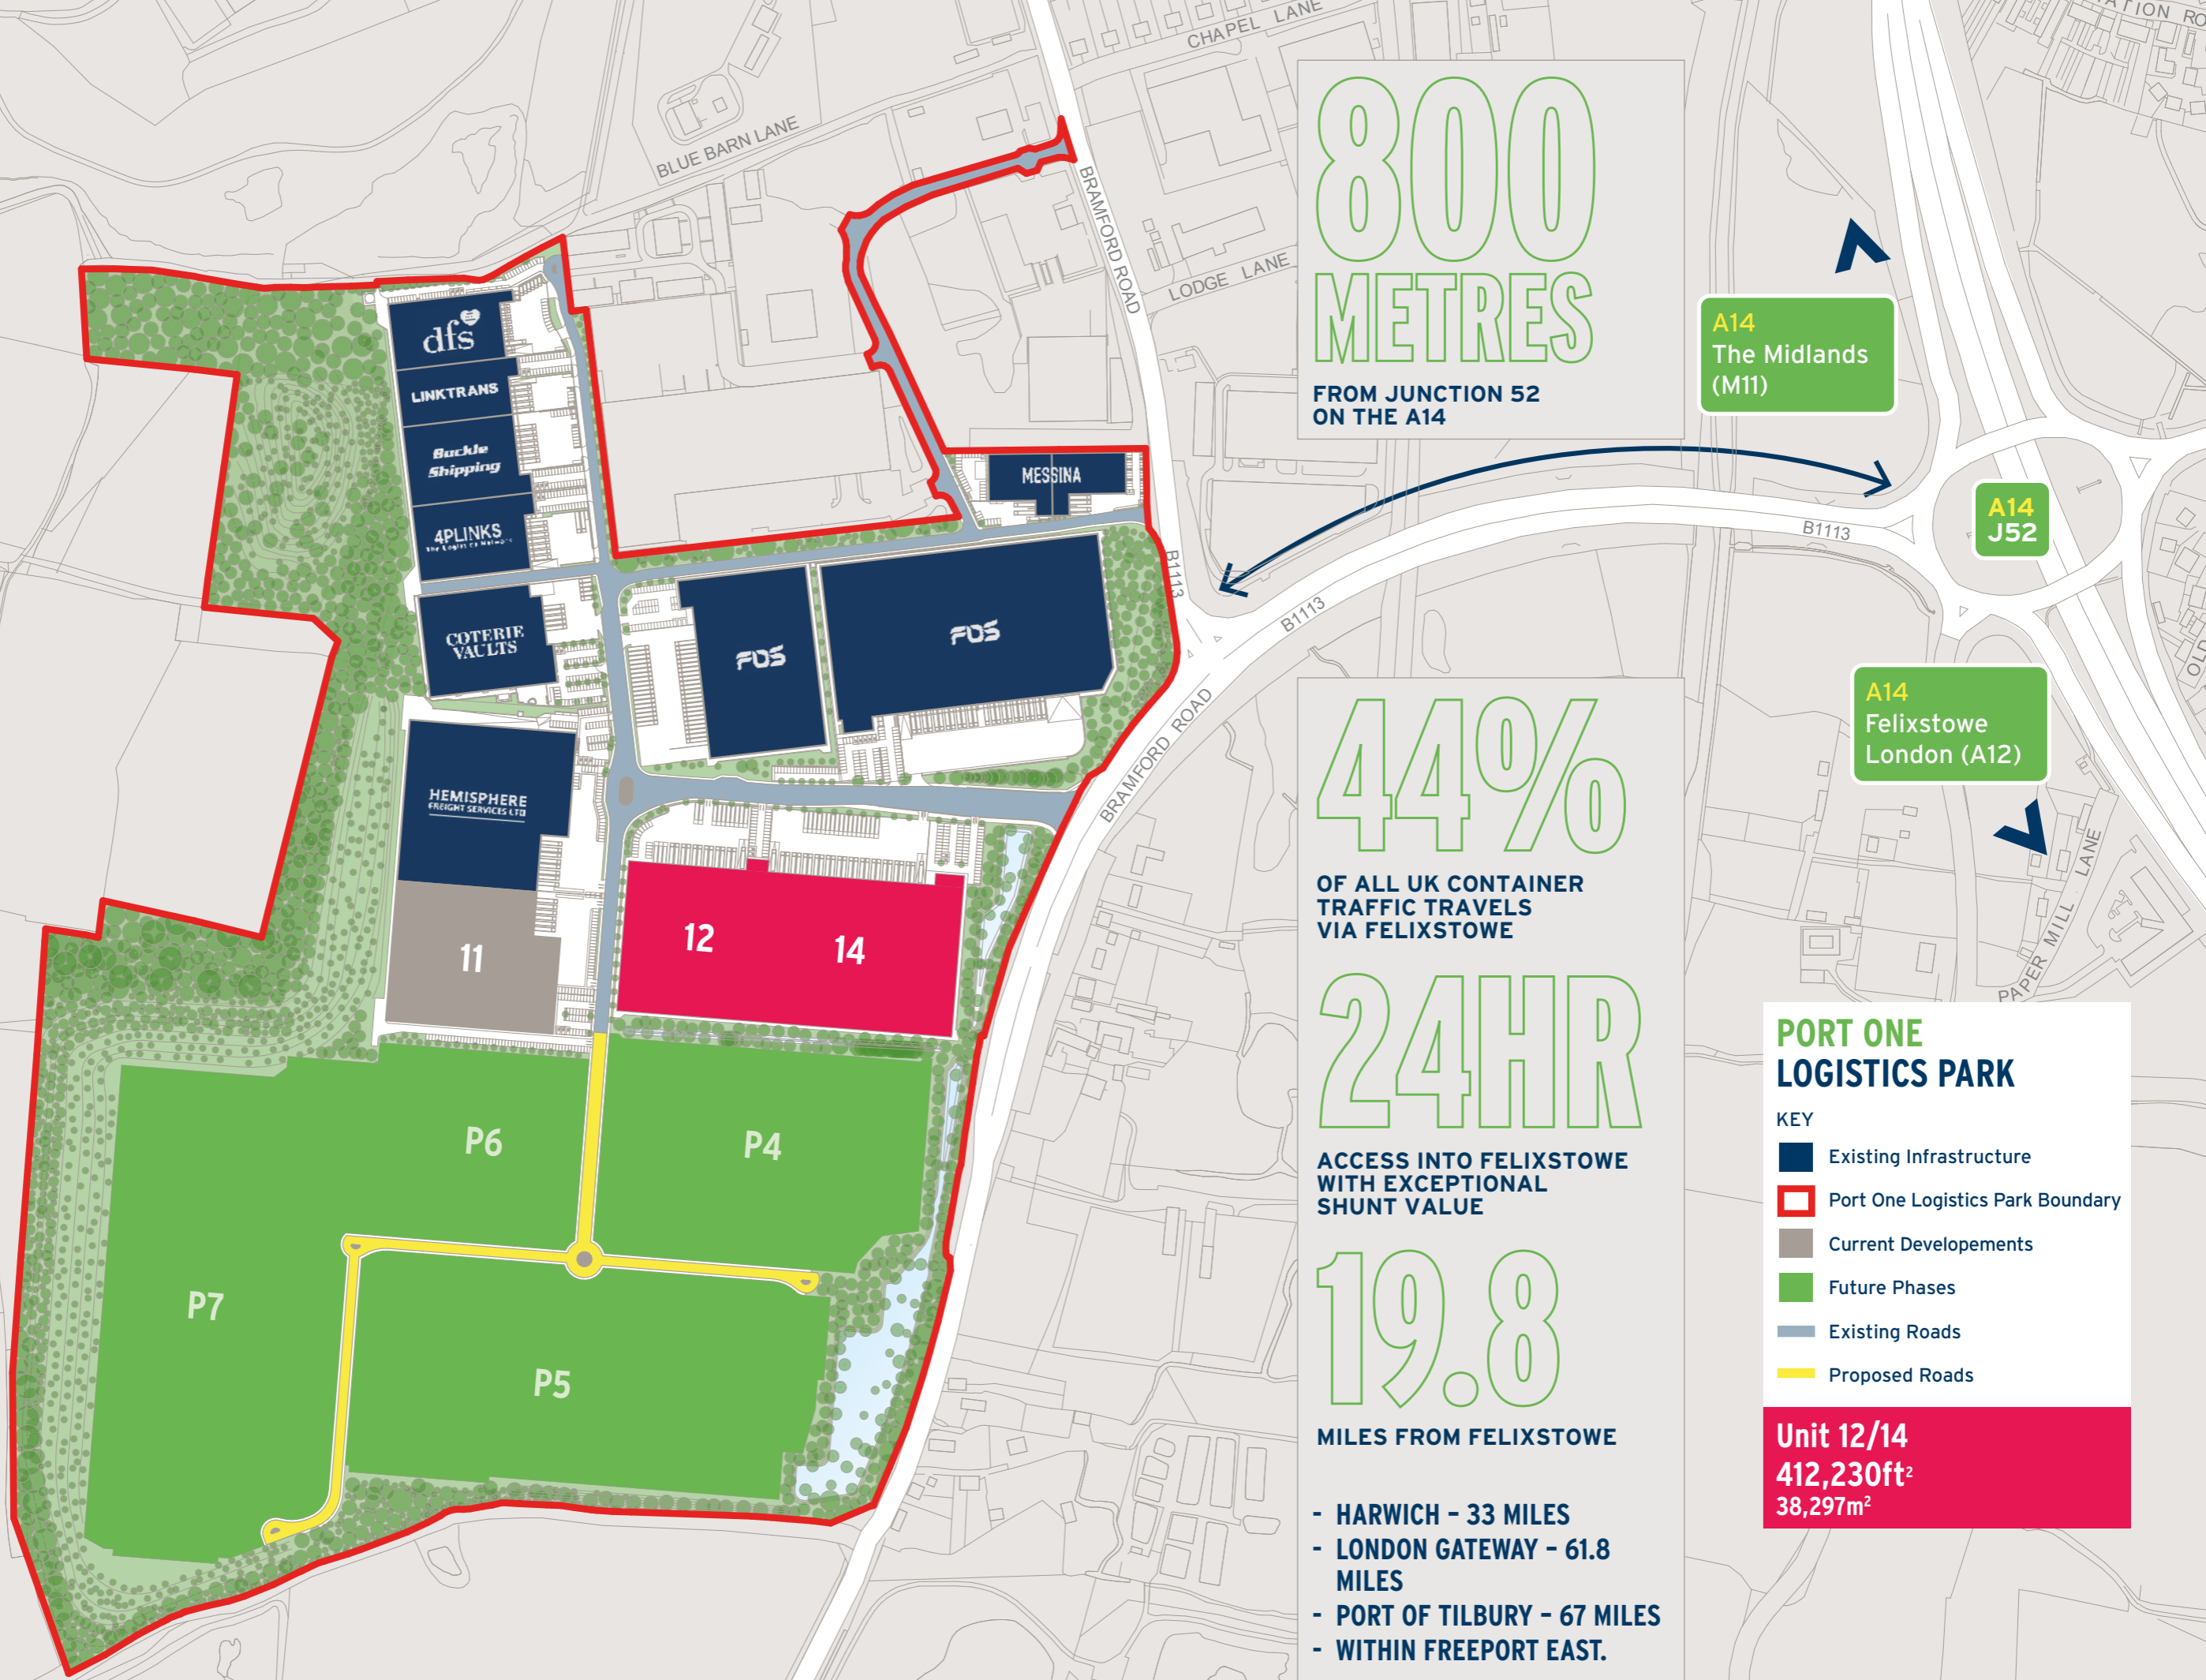 CHAPEL LANE
BLUE BARN LANE
BRAMFORD ROAD
LODGE LANE
800
METRES
FROM JUNCTION 52
ON THE A14
A14
The Midlands
(M11)
A14
J52
B1113
B1113
B1113
BRAMFORD ROAD
A14
Felixstowe
London (A12)
PAPER MILL LANE
OLD
dfs
LINKTRANS
Buckle
Shipping
4PLINKS
The Logistics Network
COTERIE
VAULTS
MESSINA
FDS
FDS
HEMISPHERE
FREIGHT SERVICES LTD
11
12
14
P6
P4
P7
P5
44%
OF ALL UK CONTAINER
TRAFFIC TRAVELS
VIA FELIXSTOWE
24HR
ACCESS INTO FELIXSTOWE
WITH EXCEPTIONAL
SHUNT VALUE
19.8
MILES FROM FELIXSTOWE
- HARWICH – 33 MILES
- LONDON GATEWAY – 61.8
MILES
- PORT OF TILBURY – 67 MILES
- WITHIN FREEPORT EAST.
PORT ONE
LOGISTICS PARK
KEY
Existing Infrastructure
Port One Logistics Park Boundary
Current Developements
Future Phases
Existing Roads
Proposed Roads
Unit 12/14
412,230ft²
38,297m²